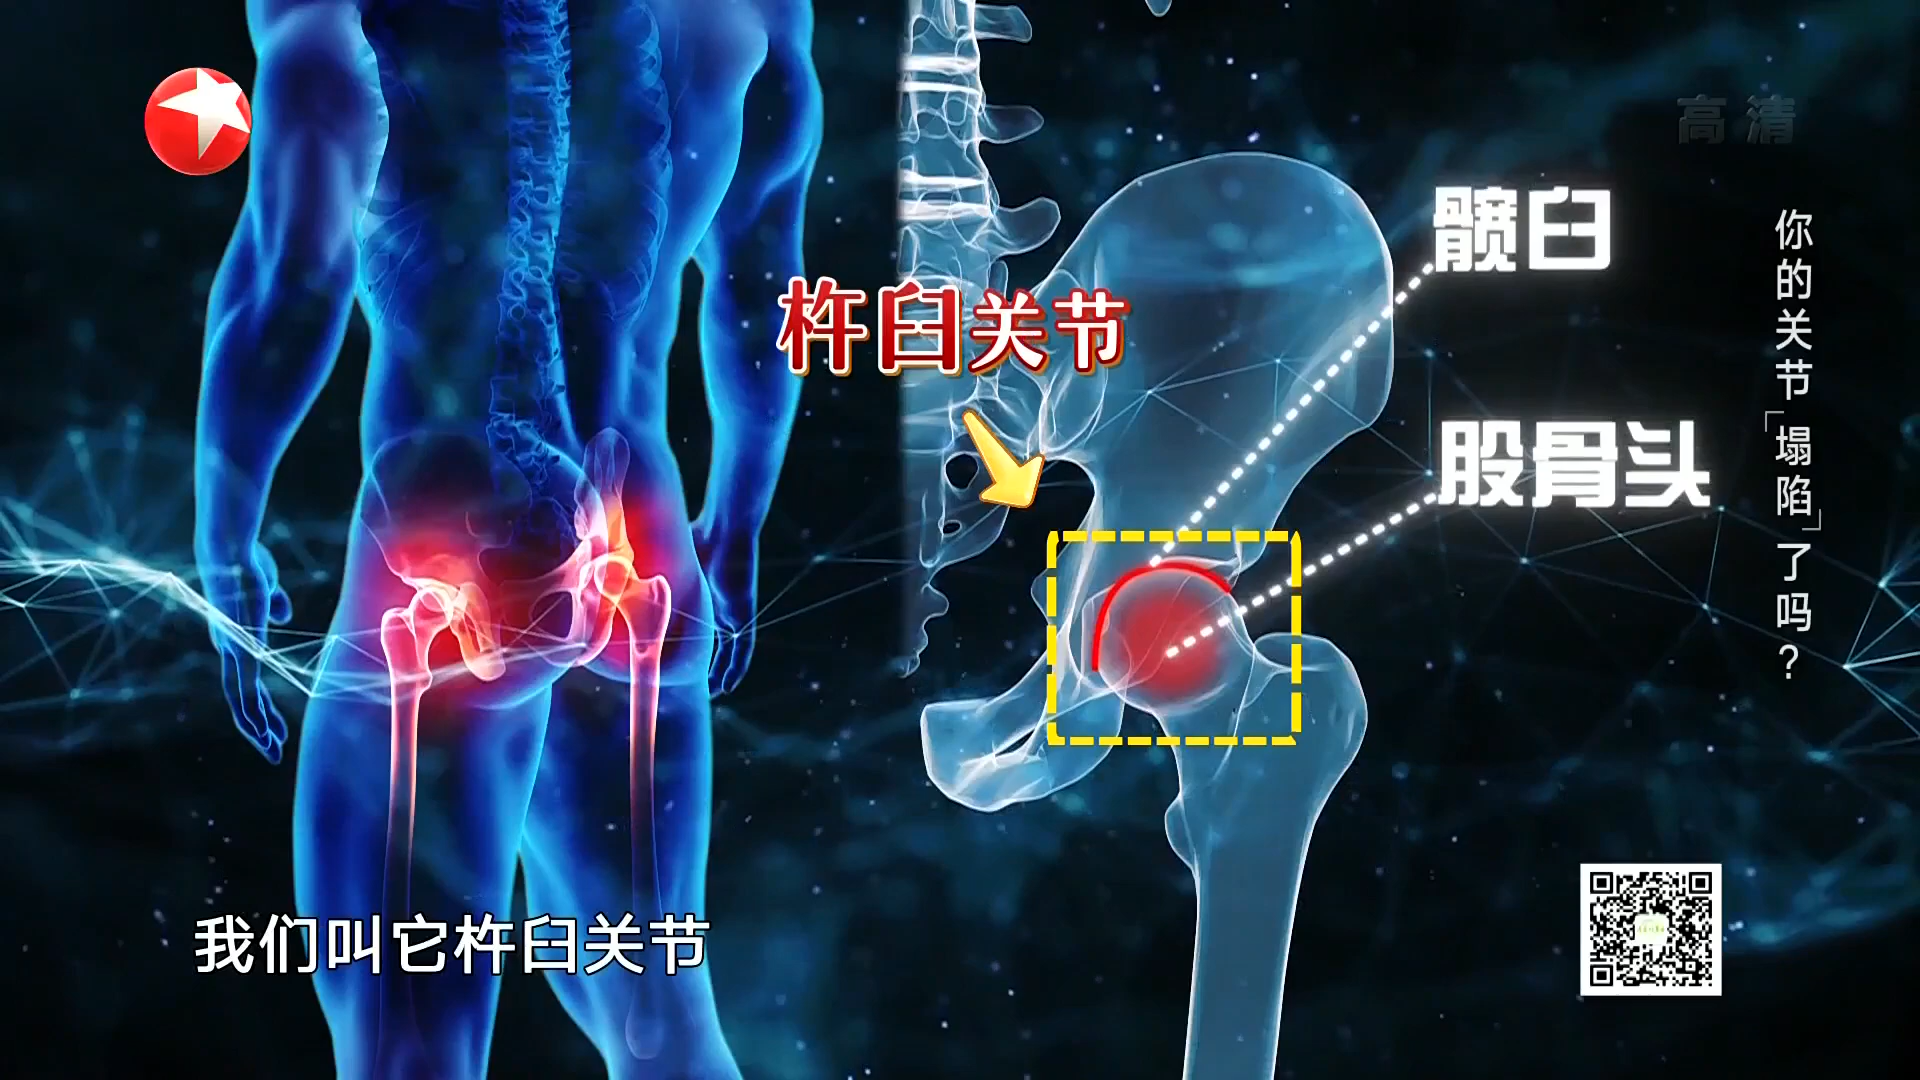 高清
髋臼
杵臼关节
股骨头
你的关节「塌陷」了吗？
我们叫它杵臼关节